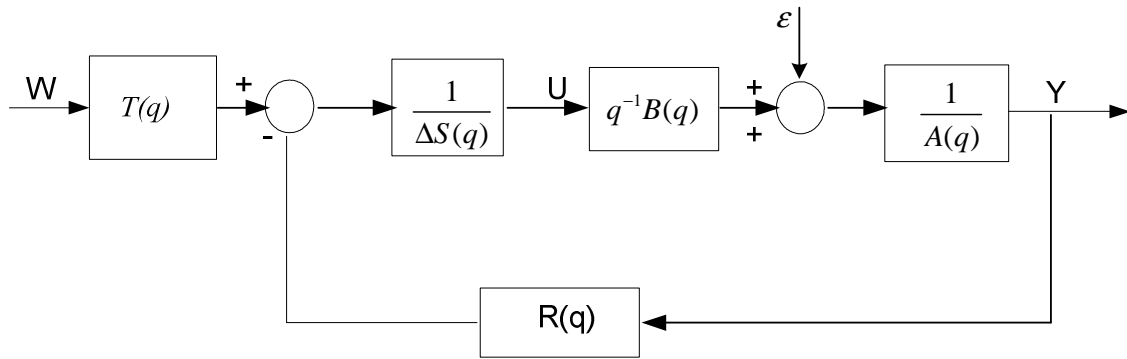 ε
W
T(q)
+
-
1
ΔS(q)
U
q⁻¹B(q)
+
+
1
A(q)
Y
R(q)